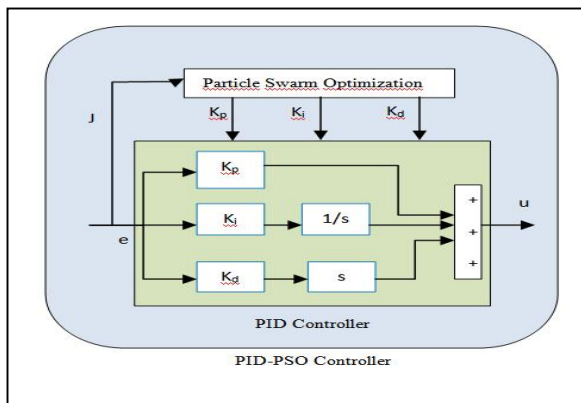 Particle Swarm Optimization
J
Kp Ki Kd
Kp
+
Ki 1/s
+
u
e
Kd s
+
PID Controller
PID-PSO Controller